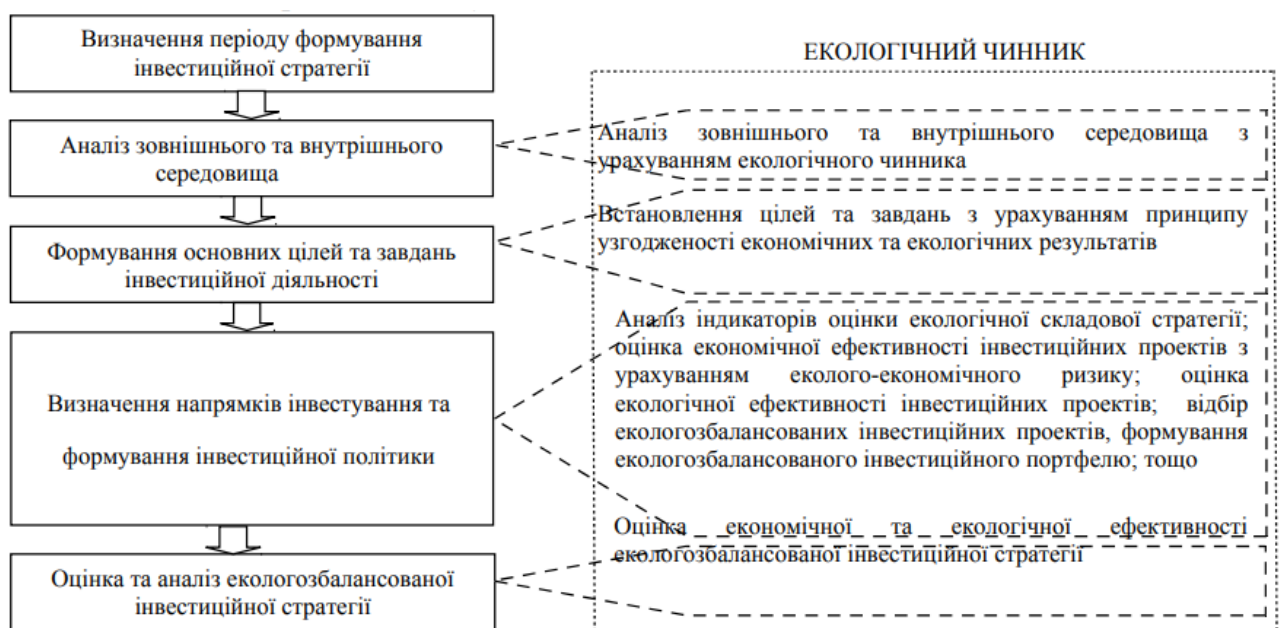 Визначення періоду формування
інвестиційної стратегії
Аналіз зовнішнього та внутрішнього
середовища
Формування основних цілей та завдань
інвестиційної діяльності
Визначення напрямків інвестування та
формування інвестиційної політики
Оцінка та аналіз екологозбалансованої
інвестиційної стратегії
ЕКОЛОГІЧНИЙ ЧИННИК
Аналіз зовнішнього та внутрішнього середовища з
урахуванням екологічного чинника
Встановлення цілей та завдань з урахуванням принципу
узгодженості економічних та екологічних результатів
Аналіз індикаторів оцінки екологічної складової стратегії;
оцінка економічної ефективності інвестиційних проектів з
урахуванням еколого-економічного ризику; оцінка
екологічної ефективності інвестиційних проектів; відбір
екологозбалансованих інвестиційних проектів, формування
екологозбалансованого інвестиційного портфелю; тощо
Оцінка економічної та екологічної ефективності
екологозбалансованої інвестиційної стратегії